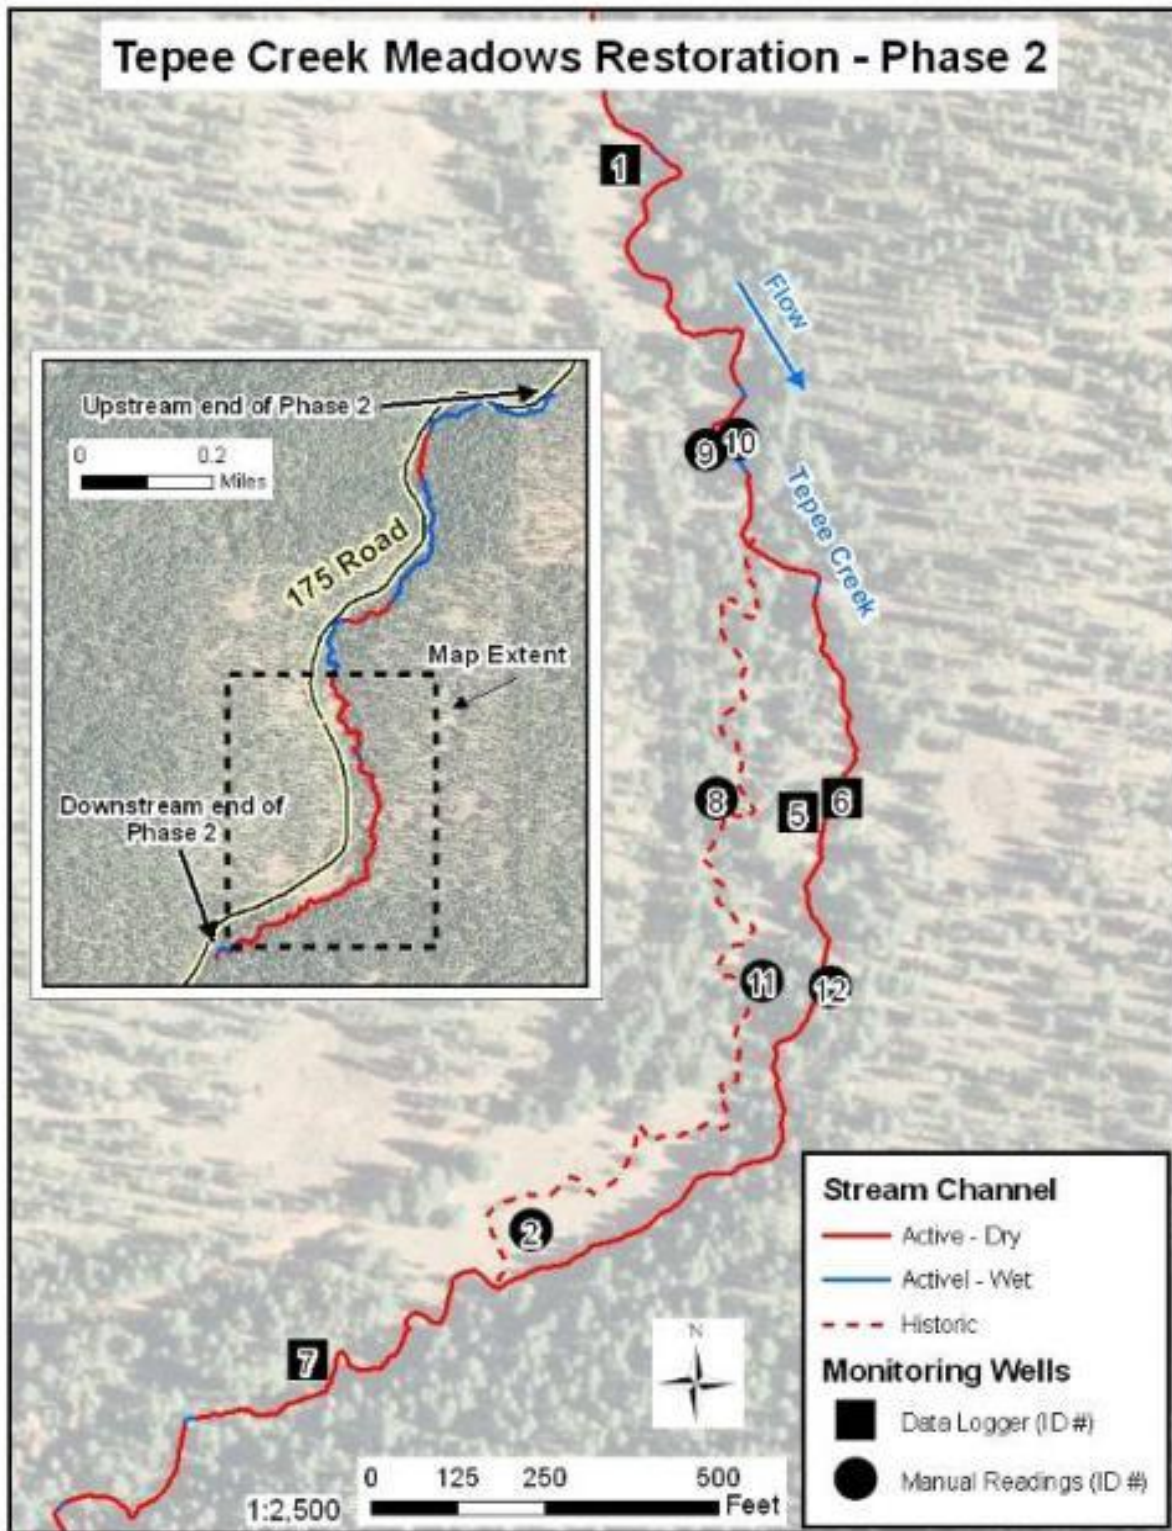 Tepee Creek Meadows Restoration - Phase 2
1
Flow
Upstream end of Phase 2
0 0.2
Miles
175 Road
Map Extent
Downstream end of
Phase 2
9
10
Tepee Creek
8
5
6
11
12
2
7
N
0 125 250 500
Feet
1:2,500
Stream Channel
Active - Dry
Activel - Wet
Historic
Monitoring Wells
Data Logger (ID #)
Manual Readings (ID #)